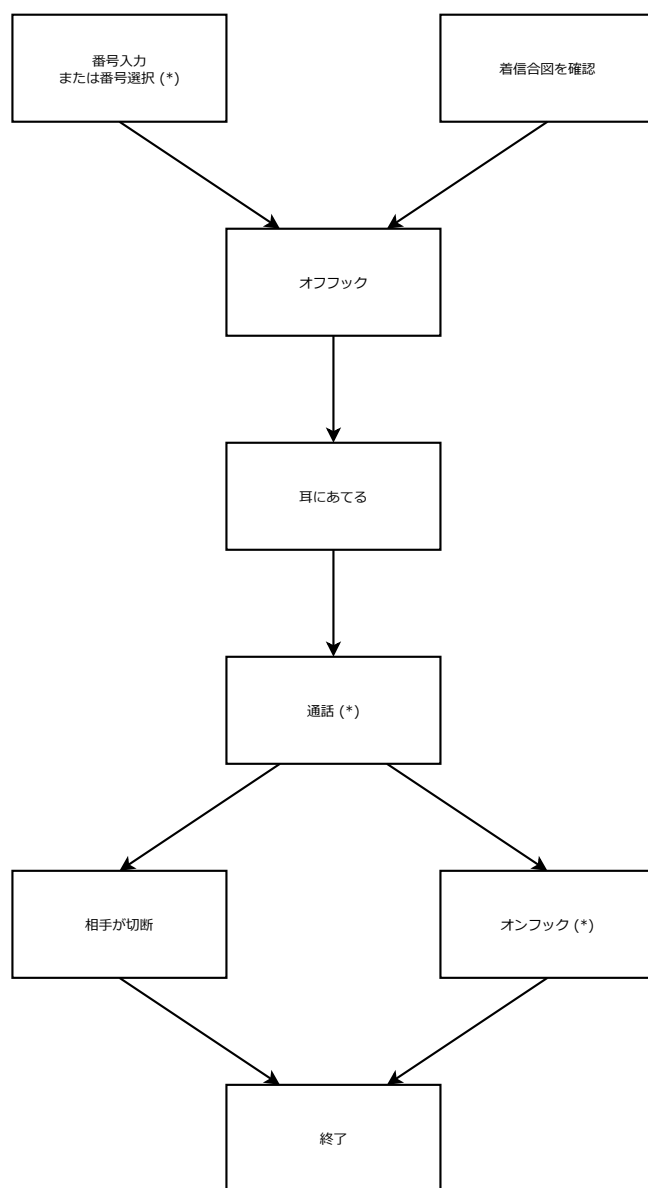 番号入力
または番号選択 (*)
着信合図を確認
オフフック
耳にあてる
通話 (*)
相手が切断
オンフック (*)
終了